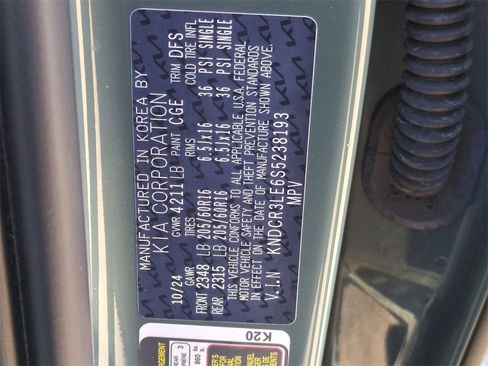 MANUFACTURED IN KOREA BY
KIA CORPORATION
10/24 GVWR 4211 LB PAINT CGE TRIM DFS
GAWR TIRES RIMS COLD TIRE INFL
FRONT 2348 LB 205/60R16 6.5JX16 36 PSI SINGLE
REAR 2315 LB 205/60R16 6.5JX16 36 PSI SINGLE
THIS VEHICLE CONFORMS TO ALL APPLICABLE U.S.A. FEDERAL
MOTOR VEHICLE SAFETY AND THEFT PREVENTION STANDARDS
IN EFFECT ON THE DATE OF MANUFACTURE SHOWN ABOVE.
V.I.N KNDCR3LE6S5238193
MPV
K20